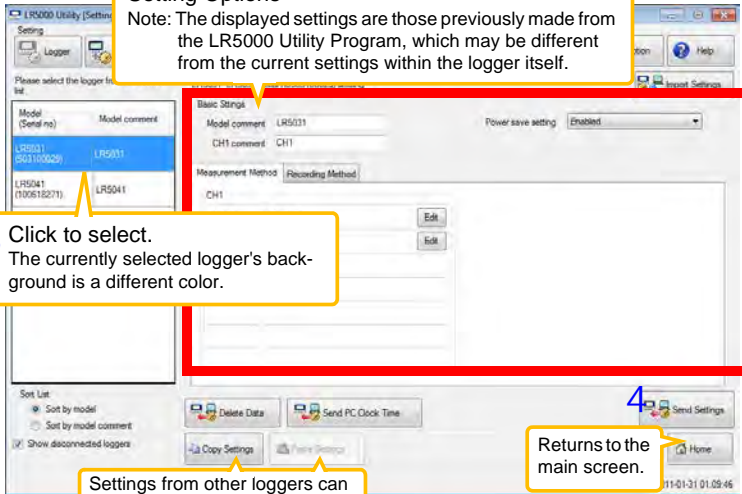 LR5000 Utility [Setting
Setting Options
Note: The displayed settings are those previously made from
the LR5000 Utility Program, which may be different
from the current settings within the logger itself.
Setting
Logger
Help
Please select the logger
list
Import Settings
Model
(Serial no)
Model comment
LR5031
(503100029)
LR5031
LR5041
(100618271)
LR5041
Basic Sttings
Model comment
LR5031
Power save setting
Enabled
CH1 comment
CH1
Measurement Method
Recording Method
CH1
Edit
Edit
Click to select.
The currently selected logger's back-
ground is a different color.
Sort List
Sort by model
Sort by model comment
Show disconnected loggers
Delete Data
Send PC Clock Time
4
Send Settings
Copy Settings
Paste Settings
Returns to the
main screen.
Home
Settings from other loggers can
11-01-31 01:09:46